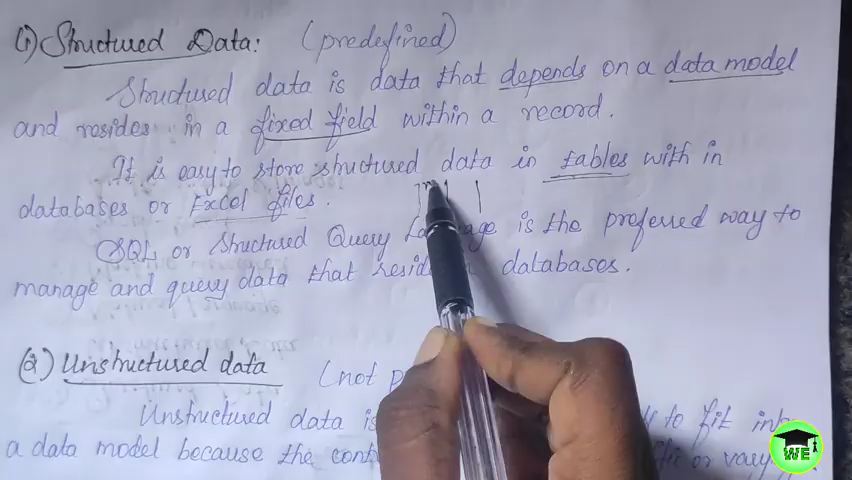 (1) Structured Data: (predefined)
Structured data is data that depends on a data model
and resides in a fixed field within a record.
It is easy to store structured data in tables with in
databases or Excel files.
SQL or Structured Query is the preferred way to
manage and query data that databases.
(2) Unstructured data (not
Unstructured data is to fit into
a data model because the or
WE